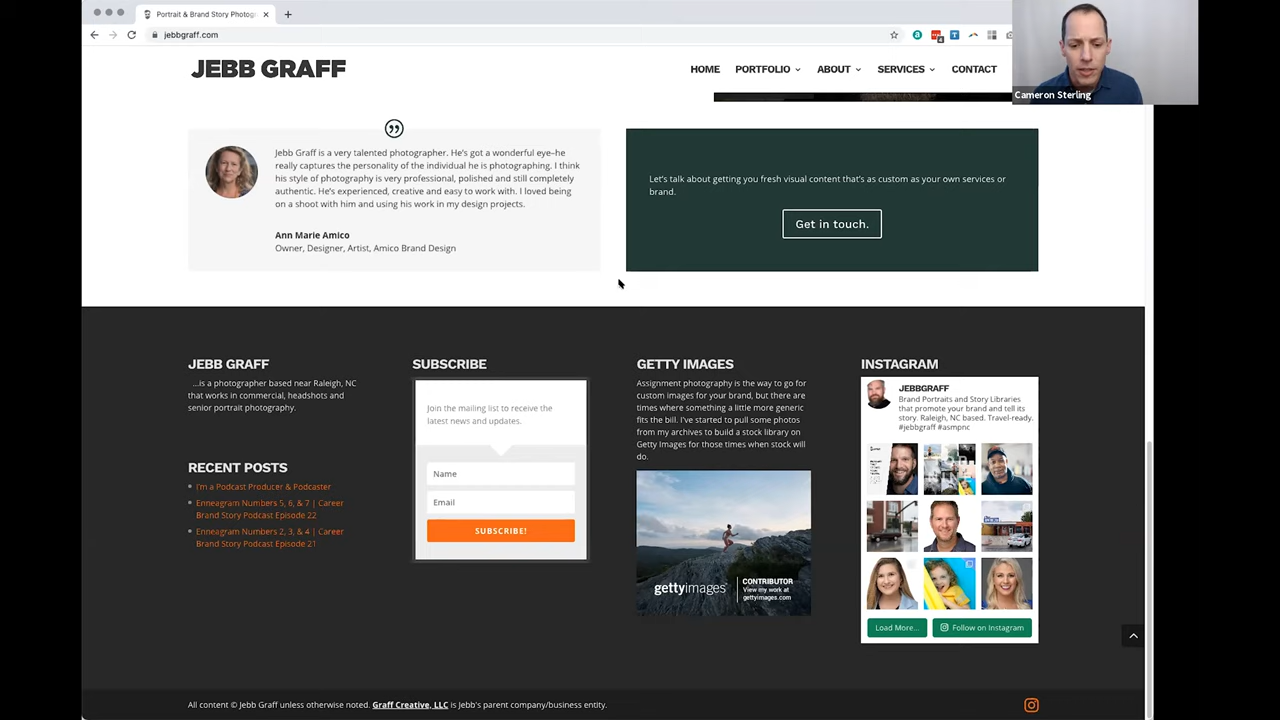 Portrait & Brand Story Photog
jebbgraff.com
Cameron Sterling
JEBB GRAFF
HOME
PORTFOLIO
ABOUT
SERVICES
CONTACT
Jebb Graff is a very talented photographer. He's got a wonderful eye–he
really captures the personality of the individual he is photographing. I think
his style of photography is very professional, polished and still completely
authentic. He's experienced, creative and easy to work with. I loved being
on a shoot with him and using his work in my design projects.
Ann Marie Amico
Owner, Designer, Artist, Amico Brand Design
Let's talk about getting you fresh visual content that's as custom as your own services or
brand.
Get in touch.
JEBB GRAFF
...is a photographer based near Raleigh, NC
that works in commercial, headshots and
senior portrait photography.
RECENT POSTS
I'm a Podcast Producer & Podcaster
Enneagram Numbers 5, 6, & 7 | Career
Brand Story Podcast Episode 22
Enneagram Numbers 2, 3, & 4 | Career
Brand Story Podcast Episode 21
SUBSCRIBE
Join the mailing list to receive the
latest news and updates.
Name
Email
SUBSCRIBE!
GETTY IMAGES
Assignment photography is the way to go for
custom images for your brand, but there are
times where something a little more generic
fits the bill. I've started to pull some photos
from my archives to build a stock library on
Getty Images for those times when stock will
do.
gettyimages
CONTRIBUTOR
View my work at
gettyimages.com
INSTAGRAM
JEBBGRAFF
Brand Portraits and Story Libraries
that promote your brand and tell its
story. Raleigh, NC based. Travel-ready.
#jebbgraff #asmpnc
Load More...
Follow on Instagram
All content © Jebb Graff unless otherwise noted. Graff Creative, LLC is Jebb's parent company/business entity.